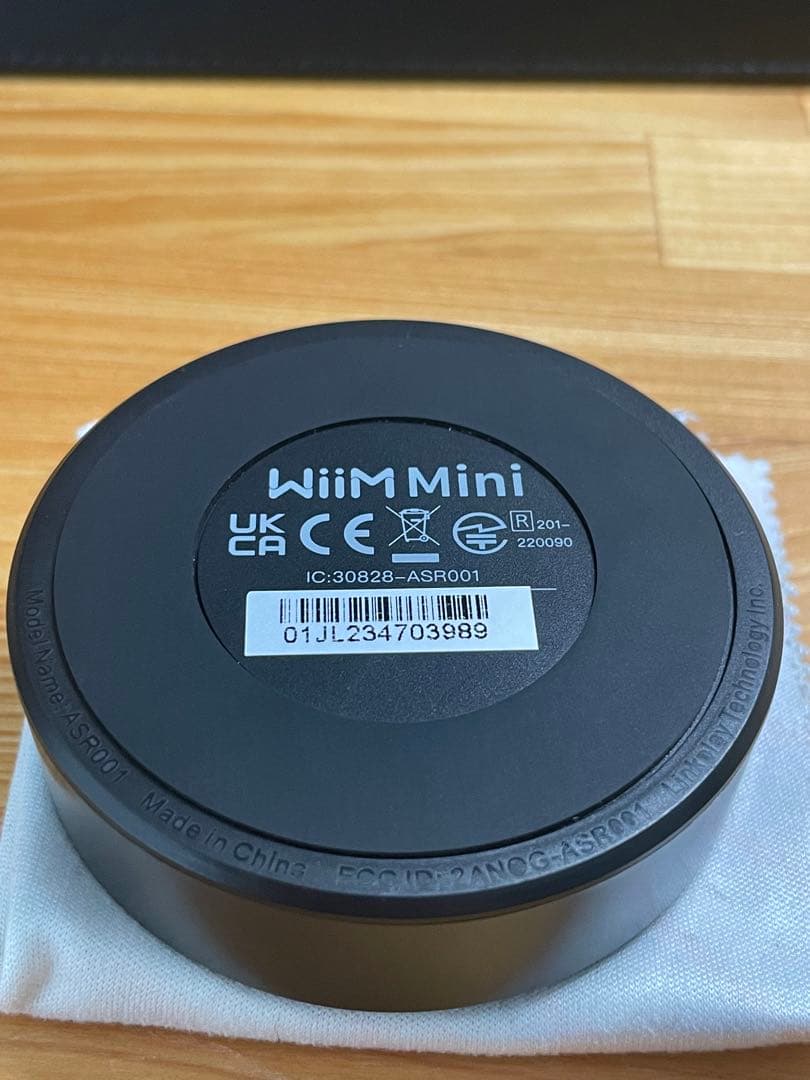 WiiM Mini
UK
CA CE R 201-
220090
IC:30828-ASR001
01JL234703989
Model Name: ASR001
Made in China
FCC ID: 2ANOG-ASR001
Linkplay Technology Inc.